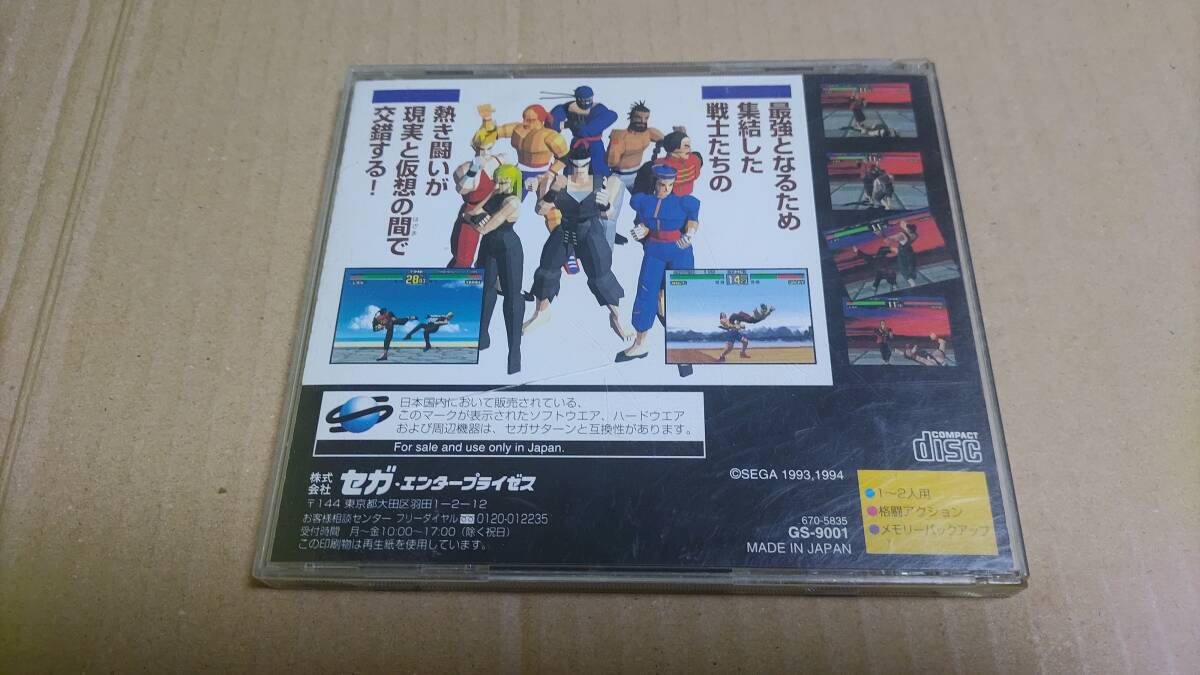 最強となるため
集結した
戦士たちの
熱き闘いが
現実と仮想の間で
はざま
交錯する!
28
14
11
11
日本国内において販売されている、
このマークが表示されたソフトウエア、ハードウエア
および周辺機器は、セガサターンと互換性があります。
For sale and use only in Japan.
株式会社 セガ・エンタープライゼス
〒144 東京都大田区羽田1-2-12
お客様相談センター フリーダイヤル 0120-012235
受付時間 月~金10:00~17:00(除く祝日)
この印刷物は再生紙を使用しています。
COMPACT
disc
©SEGA 1993,1994
670-5835
GS-9001
MADE IN JAPAN
1~2人用
格闘アクション
メモリーバックアップ